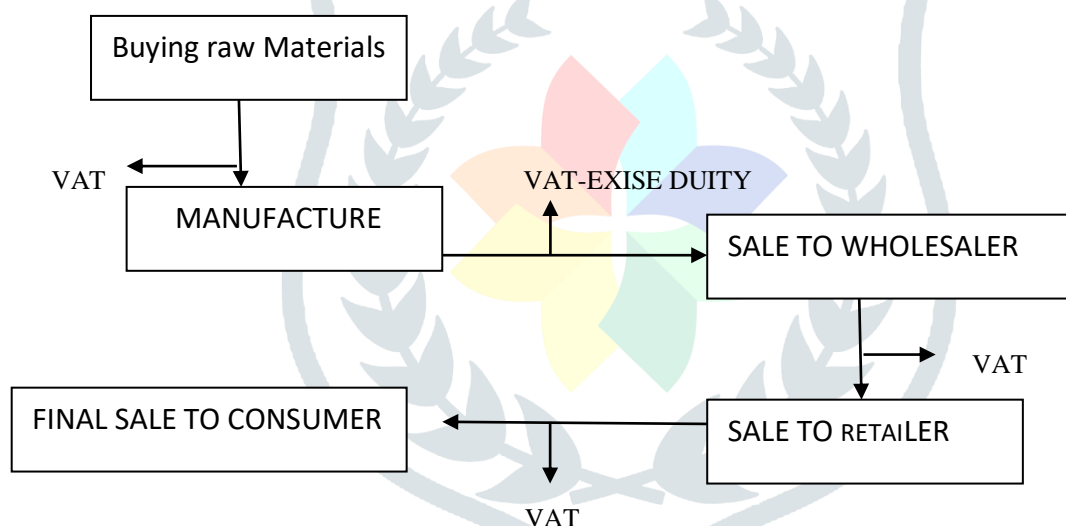 Buying raw Materials
VAT
MANUFACTURE
VAT-EXISE DUITY
SALE TO WHOLESALER
VAT
SALE TO RETAILER
FINAL SALE TO CONSUMER
VAT